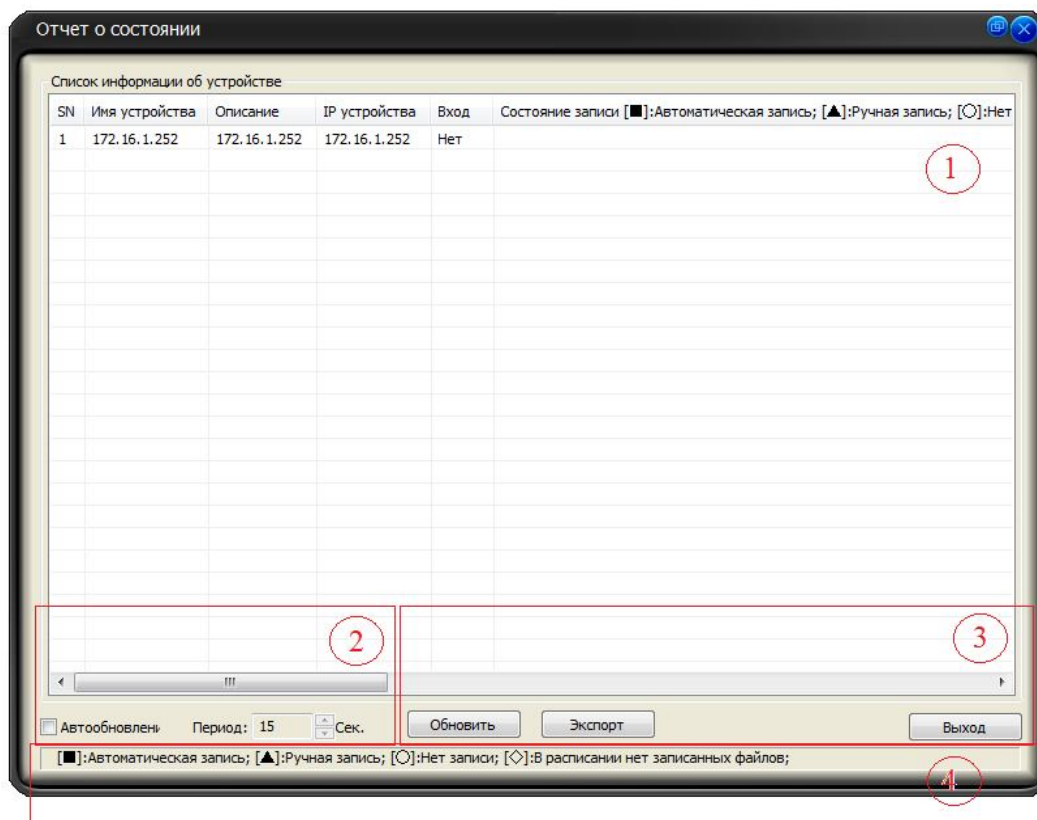 Отчет о состоянии
Список информации об устройстве
SN Имя устройства Описание IP устройства Вход Состояние записи [■]:Автоматическая запись; [▲]:Ручная запись; [○]:Нет
1 172.16.1.252 172.16.1.252 172.16.1.252 Нет
1
2
3
Автообновлени Период: 15 Сек. Обновить Экспорт Выход
[■]:Автоматическая запись; [▲]:Ручная запись; [○]:Нет записи; [◇]:В расписании нет записанных файлов;
4